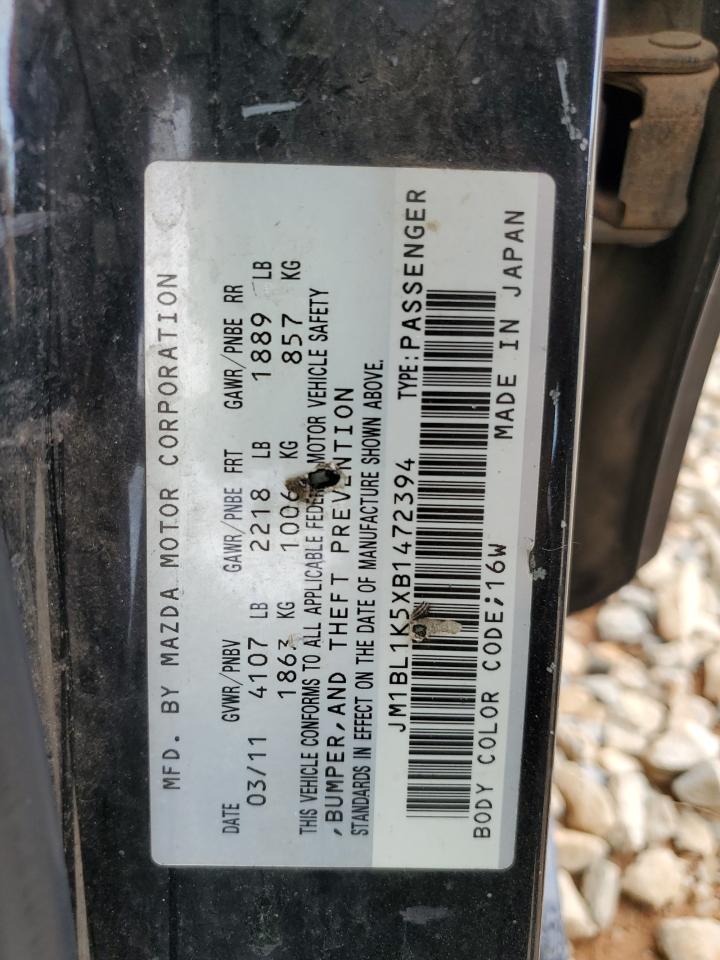 MFD. BY MAZDA MOTOR CORPORATION
DATE GVWR/PNBV GAWR/PNBE FRT GAWR/PNBE RR
03/11 4107 LB 2218 LB 1889 LB
1863 KG 1006 KG 857 KG
THIS VEHICLE CONFORMS TO ALL APPLICABLE FEDERAL MOTOR VEHICLE SAFETY
,BUMPER,AND THEFT PREVENTION
STANDARDS IN EFFECT ON THE DATE OF MANUFACTURE SHOWN ABOVE.
JM1BL1K5XB1472394 TYPE:PASSENGER
BODY COLOR CODE;16W MADE IN JAPAN